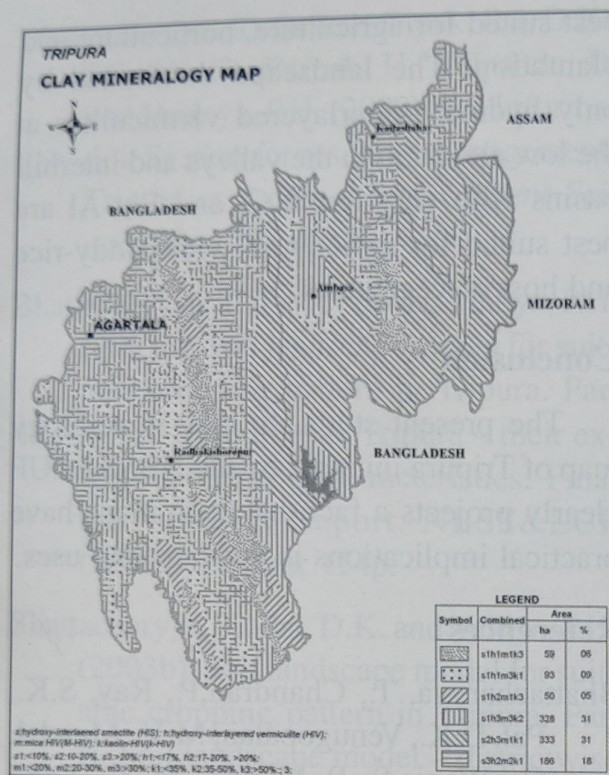 TRIPURA
CLAY MINERALOGY MAP
N
ASSAM
BANGLADESH
Kailashahar
MIZORAM
Ambasa
AGARTALA
BANGLADESH
Radhakishorepur
LEGEND
Symbol Combined Area
ha %
s1h1m1k3 59 06
s1h1m3k1 93 09
s1h2m1k3 50 05
s1h3m3k2 328 31
s2h3m1k1 333 31
s3h2m2k1 186 18
s:hydroxy-interlaered smectite (HIS); h:hydroxy-interlayered vermiculite (HIV);
m:mica HIV(M-HIV); k:kaolin-HIV(k-HIV)
s1:<10%, s2:10-20%, s3:>20%; h1:<17%, h2:17-20%, >20%;
m1:<20%, m2:20-30%, m3:>30%; k1:<35%, k2:35-50%, k3:>50%